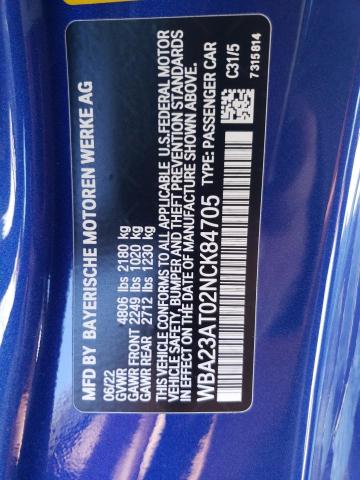 MFD BY BAYERISCHE MOTOREN WERKE AG
06/22
GVWR 4806 lbs 2180 kg
GAWR FRONT 2249 lbs 1020 kg
GAWR REAR 2712 lbs 1230 kg
THIS VEHICLE CONFORMS TO ALL APPLICABLE U.S.FEDERAL MOTOR
VEHICLE SAFETY, BUMPER AND THEFT PREVENTION STANDARDS
IN EFFECT ON THE DATE OF MANUFACTURE SHOWN ABOVE.
WBA23AT02NCK84705 TYPE: PASSENGER CAR
C31/5
7 315 814